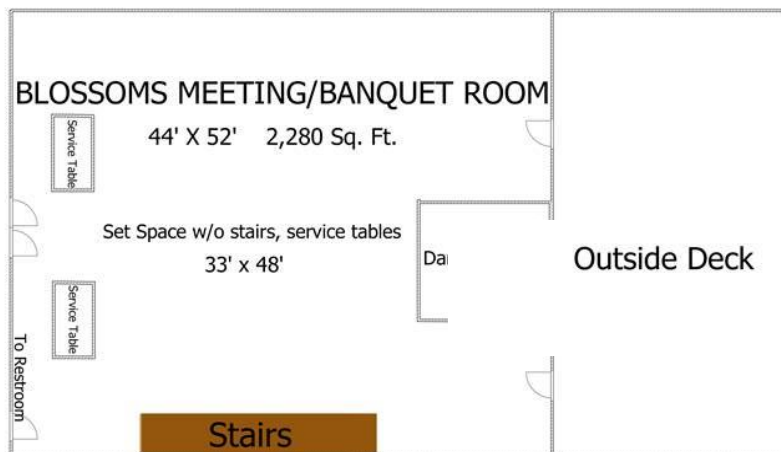 BLOSSOMS MEETING/BANQUET ROOM
44' X 52' 2,280 Sq. Ft.
Service Table
Set Space w/o stairs, service tables
33' x 48'
Outside Deck
Service Table
To Restroom
Stairs